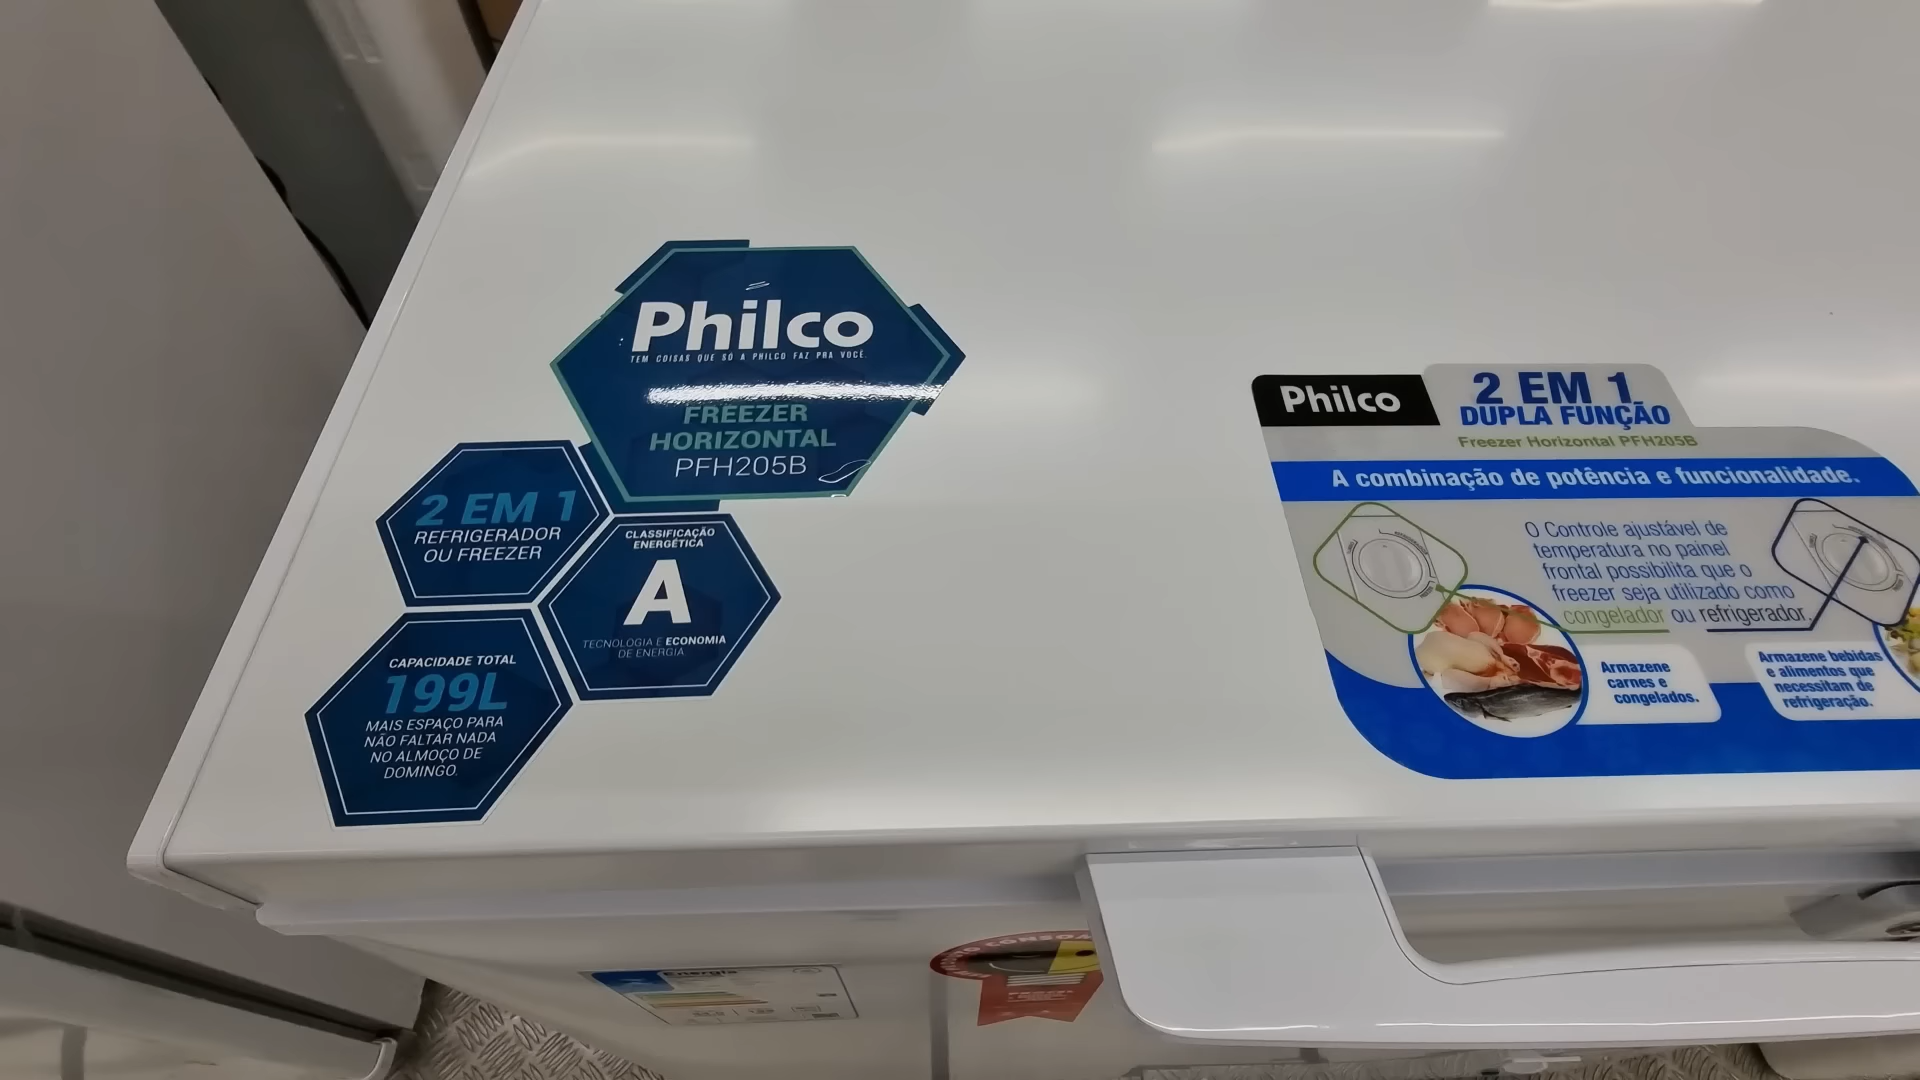 Philco
TEM COISAS QUE SÓ A PHILCO FAZ PRA VOCÊ.
FREEZER
HORIZONTAL
PFH205B
2 EM 1
REFRIGERADOR
OU FREEZER
CLASSIFICAÇÃO
ENERGÉTICA
A
TECNOLOGIA E ECONOMIA
DE ENERGIA
CAPACIDADE TOTAL
199L
MAIS ESPAÇO PARA
NÃO FALTAR NADA
NO ALMOÇO DE
DOMINGO.
Philco
2 EM 1
DUPLA FUNÇÃO
Freezer Horizontal PFH205B
A combinação de potência e funcionalidade.
O Controle ajustável de
temperatura no painel
frontal possibilita que o
freezer seja utilizado como
congelador ou refrigerador.
Armazene
carnes e
congelados.
Armazene bebidas
e alimentos que
necessitam de
refrigeração.
Energia